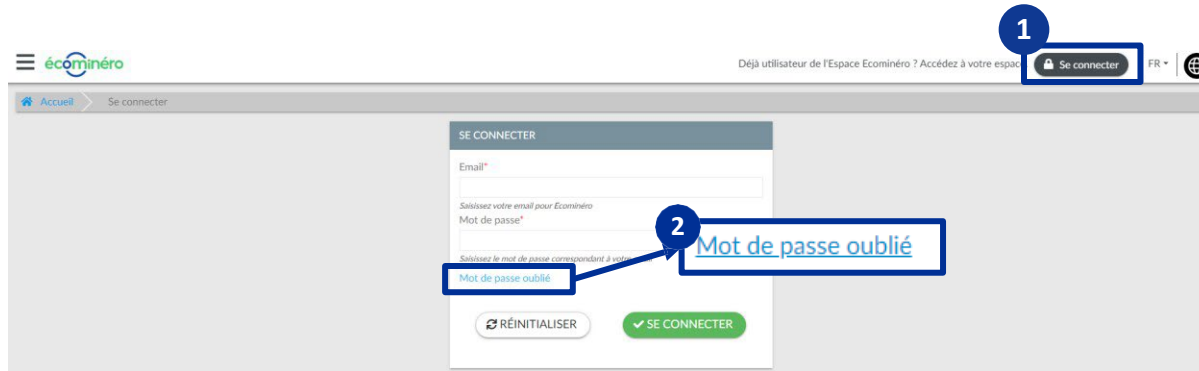 1
écominéro
Déjà utilisateur de l'Espace Ecominéro ? Accédez à votre espace
Se connecter
FR
Accueil
Se connecter
SE CONNECTER
Email*
Saisissez votre email pour Ecominéro
Mot de passe*
2
Mot de passe oublié
Saisissez le mot de passe correspondant à votre
Mot de passe oublié
RÉINITIALISER
SE CONNECTER